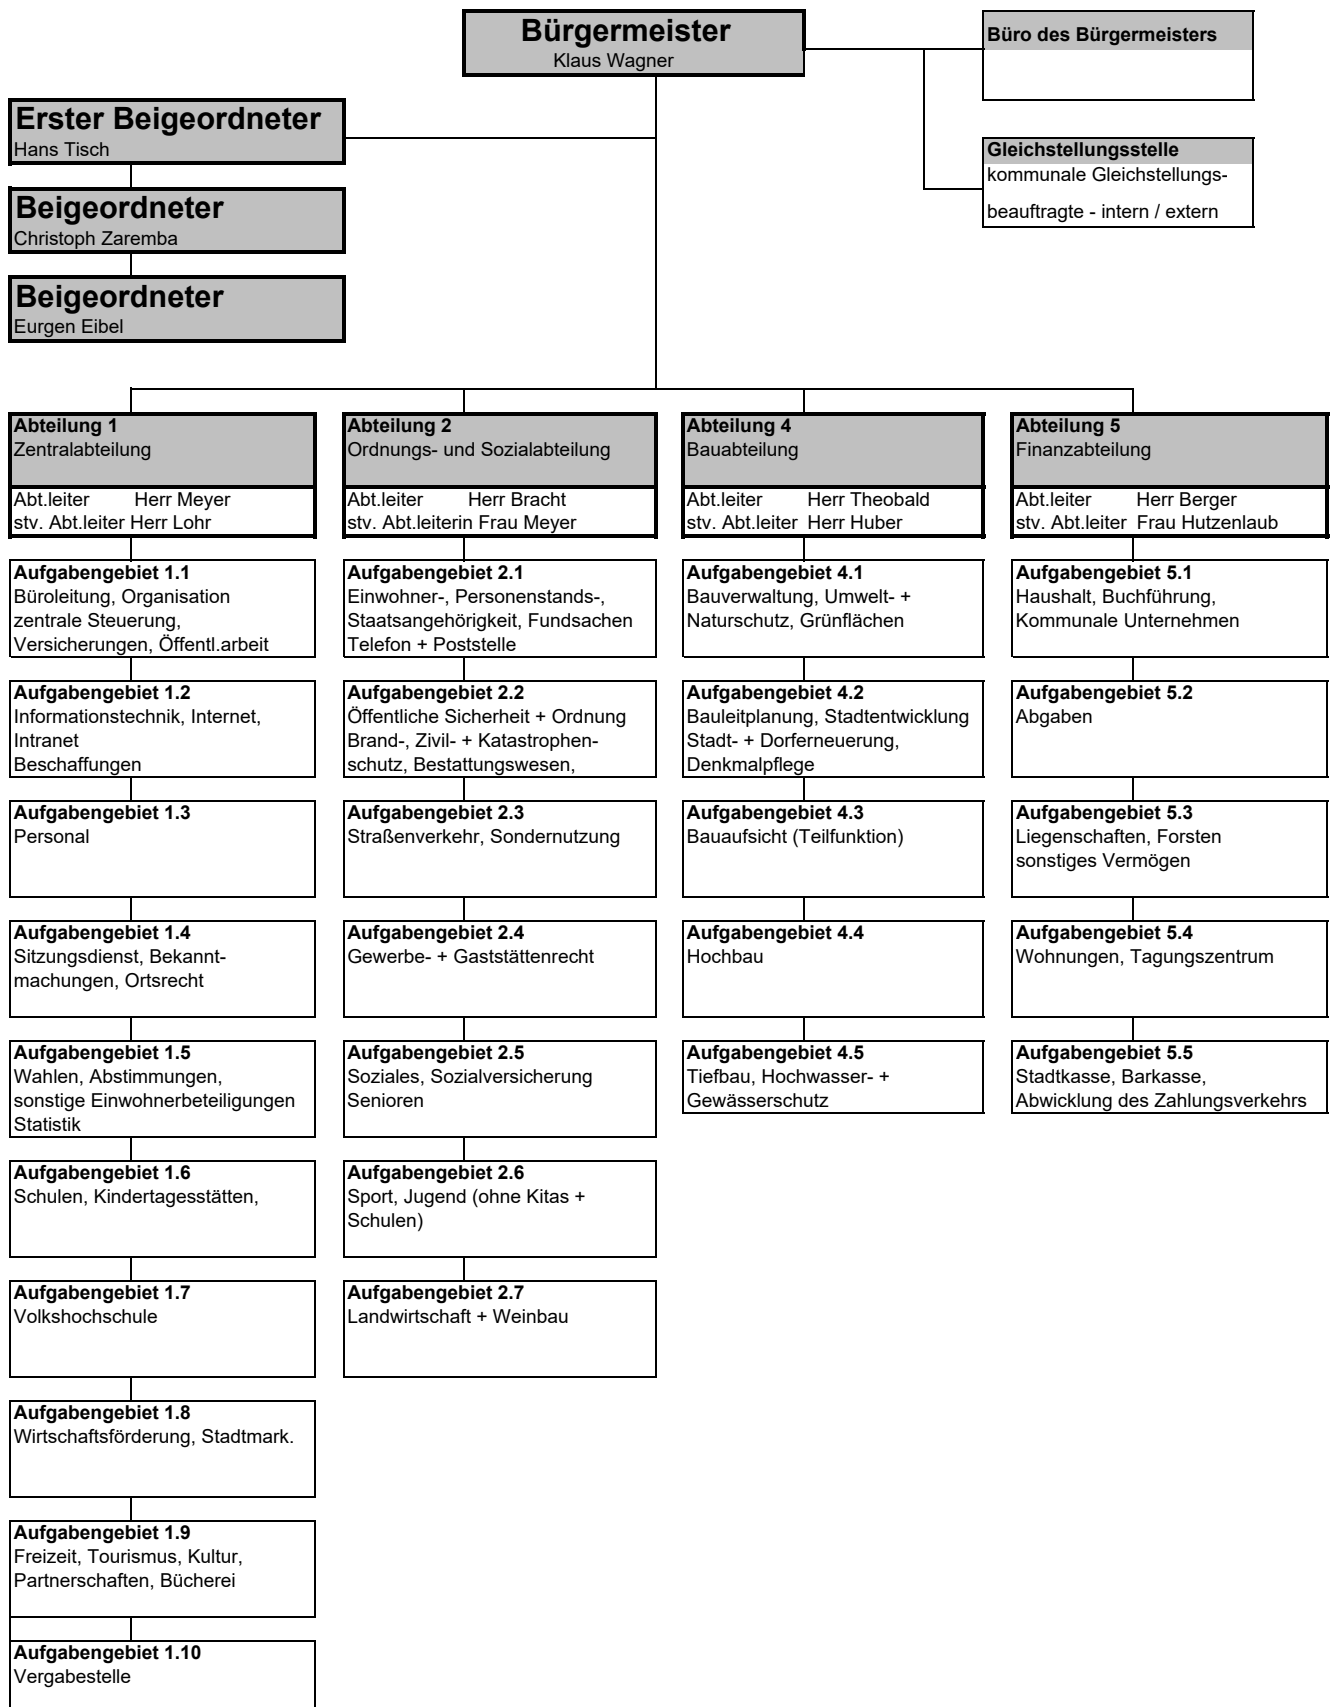 Bürgermeister
Klaus Wagner
Büro des Bürgermeisters
Erster Beigeordneter
Hans Tisch
Gleichstellungsstelle
kommunale Gleichstellungs-
beauftragte - intern / extern
Beigeordneter
Christoph Zaremba
Beigeordneter
Eurgen Eibel
Abteilung 1
Zentralabteilung
Abt.leiter Herr Meyer
stv. Abt.leiter Herr Lohr
Aufgabengebiet 1.1
Büroleitung, Organisation
zentrale Steuerung,
Versicherungen, Öffentl.arbeit
Aufgabengebiet 1.2
Informationstechnik, Internet,
Intranet
Beschaffungen
Aufgabengebiet 1.3
Personal
Aufgabengebiet 1.4
Sitzungsdienst, Bekannt-
machungen, Ortsrecht
Aufgabengebiet 1.5
Wahlen, Abstimmungen,
sonstige Einwohnerbeteiligungen
Statistik
Aufgabengebiet 1.6
Schulen, Kindertagesstätten,
Aufgabengebiet 1.7
Volkshochschule
Aufgabengebiet 1.8
Wirtschaftsförderung, Stadtmark.
Aufgabengebiet 1.9
Freizeit, Tourismus, Kultur,
Partnerschaften, Bücherei
Aufgabengebiet 1.10
Vergabestelle
Abteilung 2
Ordnungs- und Sozialabteilung
Abt.leiter Herr Bracht
stv. Abt.leiterin Frau Meyer
Aufgabengebiet 2.1
Einwohner-, Personenstands-,
Staatsangehörigkeit, Fundsachen
Telefon + Poststelle
Aufgabengebiet 2.2
Öffentliche Sicherheit + Ordnung
Brand-, Zivil- + Katastrophen-
schutz, Bestattungswesen,
Aufgabengebiet 2.3
Straßenverkehr, Sondernutzung
Aufgabengebiet 2.4
Gewerbe- + Gaststättenrecht
Aufgabengebiet 2.5
Soziales, Sozialversicherung
Senioren
Aufgabengebiet 2.6
Sport, Jugend (ohne Kitas +
Schulen)
Aufgabengebiet 2.7
Landwirtschaft + Weinbau
Abteilung 4
Bauabteilung
Abt.leiter Herr Theobald
stv. Abt.leiter Herr Huber
Aufgabengebiet 4.1
Bauverwaltung, Umwelt- +
Naturschutz, Grünflächen
Aufgabengebiet 4.2
Bauleitplanung, Stadtentwicklung
Stadt- + Dorferneuerung,
Denkmalpflege
Aufgabengebiet 4.3
Bauaufsicht (Teilfunktion)
Aufgabengebiet 4.4
Hochbau
Aufgabengebiet 4.5
Tiefbau, Hochwasser- +
Gewässerschutz
Abteilung 5
Finanzabteilung
Abt.leiter Herr Berger
stv. Abt.leiter Frau Hutzenlaub
Aufgabengebiet 5.1
Haushalt, Buchführung,
Kommunale Unternehmen
Aufgabengebiet 5.2
Abgaben
Aufgabengebiet 5.3
Liegenschaften, Forsten
sonstiges Vermögen
Aufgabengebiet 5.4
Wohnungen, Tagungszentrum
Aufgabengebiet 5.5
Stadtkasse, Barkasse,
Abwicklung des Zahlungsverkehrs